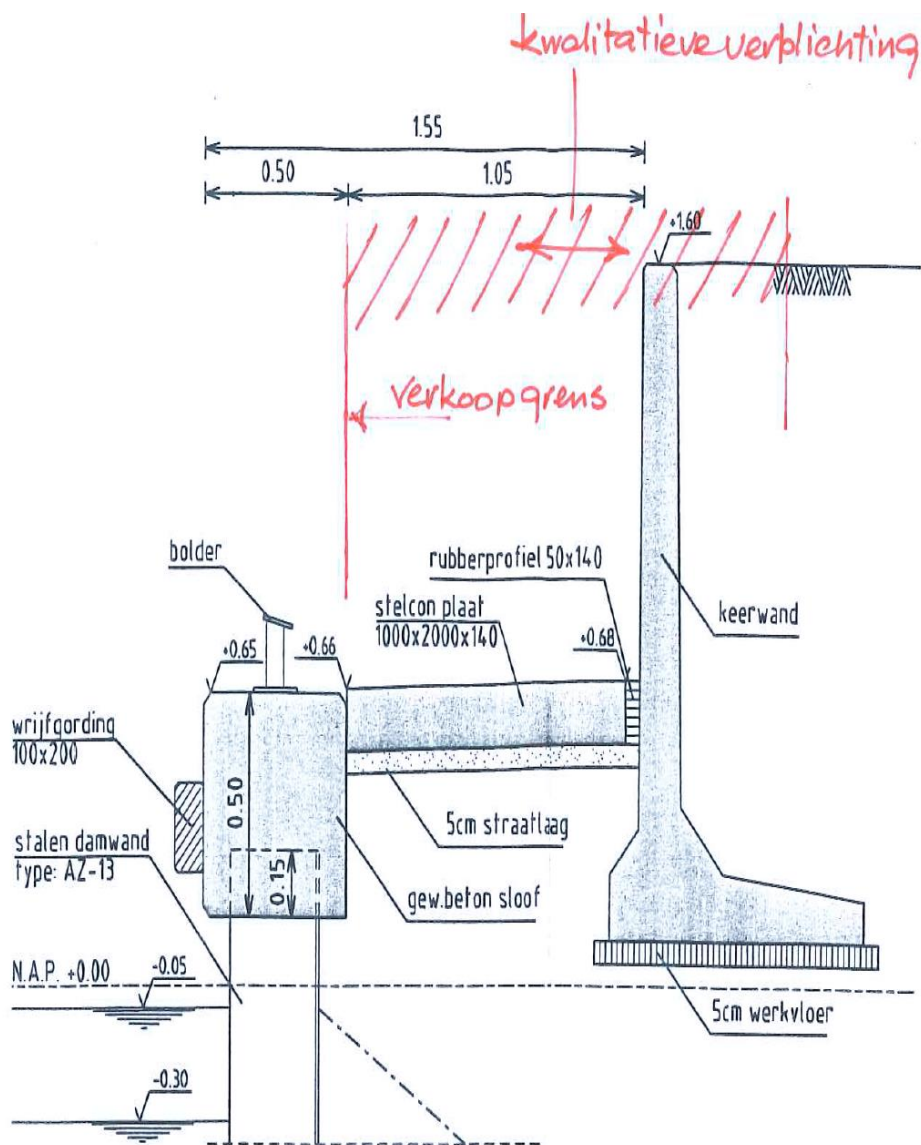 kwalitatieve verplichting
1.55
0.50
1.05
+1.60
verkoopgrens
bolder
rubberprofiel 50x140
stelcon plaat
1000x2000x140
keerwand
+0.65
+0.66
+0.68
wrijfgording
100x200
0.50
5cm straatlaag
stalen damwand
type: AZ-13
0.15
gew.beton sloof
N.A.P. +0.00
-0.05
5cm werkvloer
-0.30